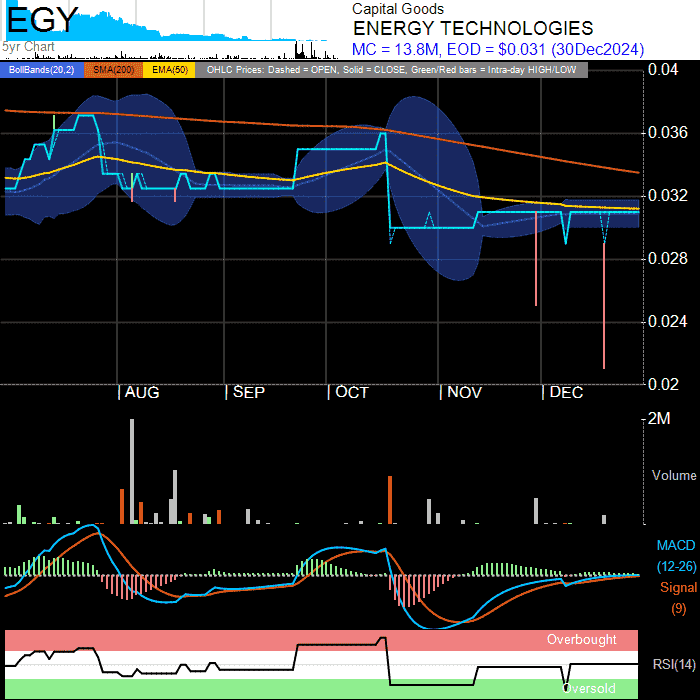 EGY
5yr Chart
Capital Goods
ENERGY TECHNOLOGIES
MC = 13.8M, EOD = $0.031 (30Dec2024)
BollBands(20,2) SMA(200) EMA(50) OHLC Prices: Dashed = OPEN, Solid = CLOSE, Green/Red bars = Intra-day HIGH/LOW
0.04
0.036
0.032
0.028
0.024
0.02
AUG SEP OCT NOV DEC
2M
Volume
MACD
(12-26)
Signal
(9)
Overbought
RSI(14)
Oversold